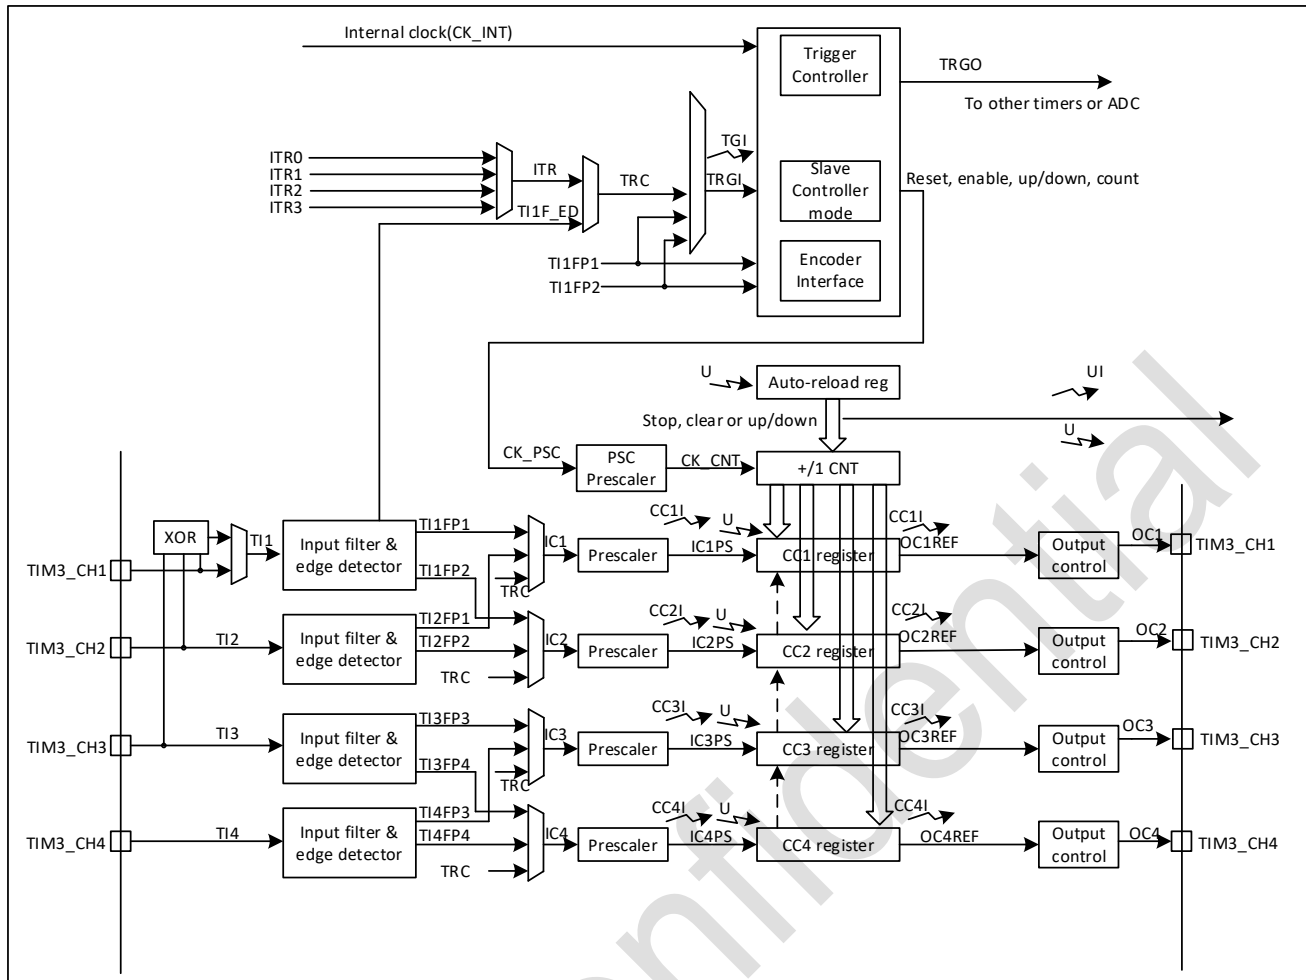 Internal clock(CK_INT)
Trigger
Controller
TRGO
To other timers or ADC
TGI
ITR0
ITR1
ITR2
ITR3
ITR
TRC
TRGI
TI1F_ED
Slave
Controller
mode
Reset, enable, up/down, count
TI1FP1
TI1FP2
Encoder
Interface
U
Auto-reload reg
UI
Stop, clear or up/down
U
CK_PSC
PSC
Prescaler
CK_CNT
+/1 CNT
XOR
TI1
Input filter &
edge detector
TI1FP1
TI1FP2
TRC
IC1
Prescaler
IC1PS
CC1I
U
CC1 register
CC1I
OC1REF
Output
control
OC1
TIM3_CH1
TIM3_CH1
TIM3_CH2
TI2
Input filter &
edge detector
TI2FP1
TI2FP2
TRC
IC2
Prescaler
IC2PS
CC2I
U
CC2 register
CC2I
OC2REF
Output
control
OC2
TIM3_CH2
TIM3_CH3
TI3
Input filter &
edge detector
TI3FP3
TI3FP4
TRC
IC3
Prescaler
IC3PS
CC3I
U
CC3 register
CC3I
OC3REF
Output
control
OC3
TIM3_CH3
TIM3_CH4
TI4
Input filter &
edge detector
TI4FP3
TI4FP4
TRC
IC4
Prescaler
IC4PS
CC4I
U
CC4 register
CC4I
OC4REF
Output
control
OC4
TIM3_CH4
nfidential